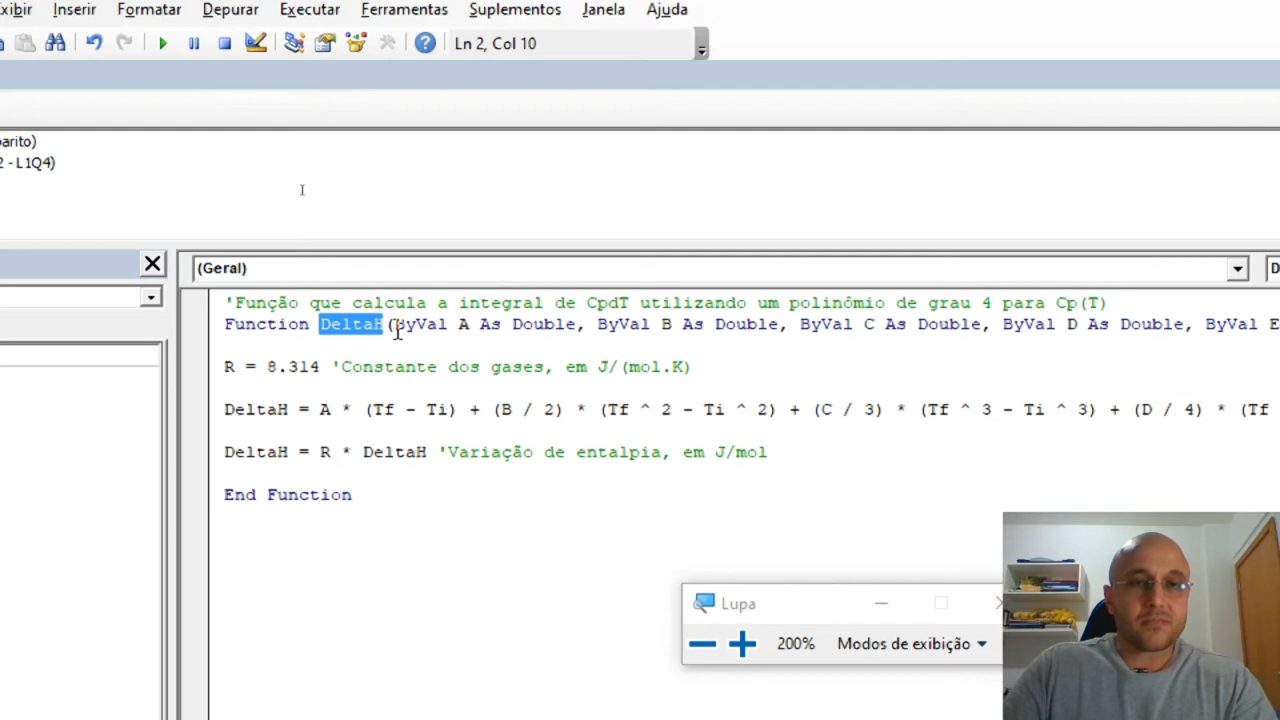 xibir Inserir Formatar Depurar Executar Ferramentas Suplementos Janela Ajuda
Ln 2, Col 10
parito)
2 - L1Q4)
(Geral) D
'Função que calcula a integral de CpdT utilizando um polinômio de grau 4 para Cp(T)
Function DeltaH(ByVal A As Double, ByVal B As Double, ByVal C As Double, ByVal D As Double, ByVal E
R = 8.314 'Constante dos gases, em J/(mol.K)
DeltaH = A * (Tf - Ti) + (B / 2) * (Tf ^ 2 - Ti ^ 2) + (C / 3) * (Tf ^ 3 - Ti ^ 3) + (D / 4) * (Tf
DeltaH = R * DeltaH 'Variação de entalpia, em J/mol
End Function
Lupa
200% Modos de exibição